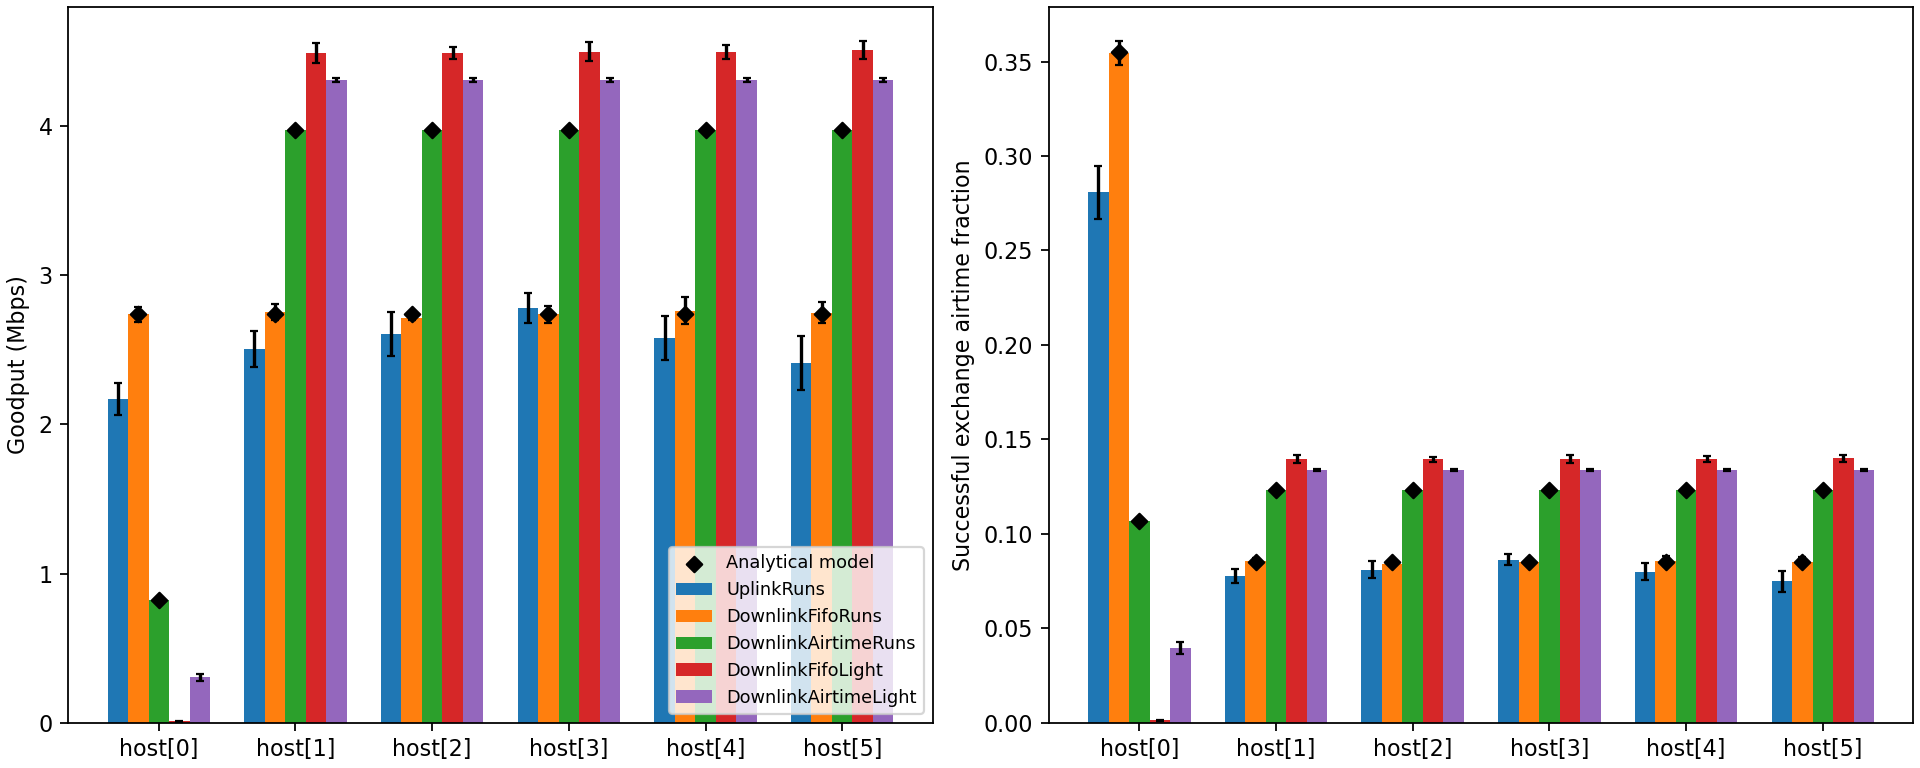 Goodput (Mbps)
4
3
2
1
0
host[0] host[1] host[2] host[3] host[4] host[5]
Analytical model
UplinkRuns
DownlinkFifoRuns
DownlinkAirtimeRuns
DownlinkFifoLight
DownlinkAirtimeLight
Successful exchange airtime fraction
0.35
0.30
0.25
0.20
0.15
0.10
0.05
0.00
host[0] host[1] host[2] host[3] host[4] host[5]